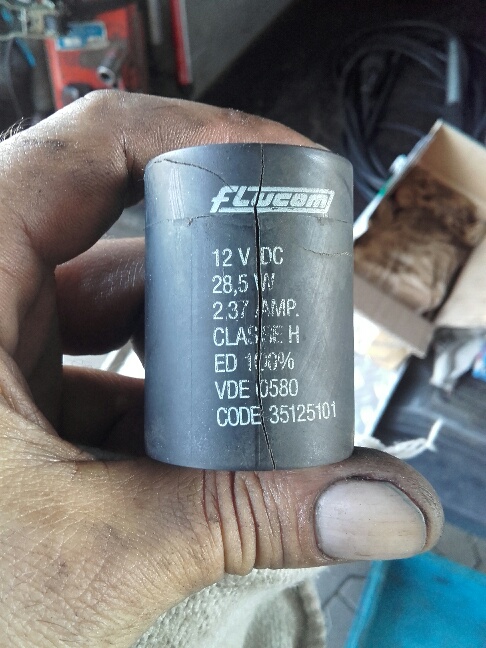 FLUCOM
12 V DC
28,5 W
2,37 AMP.
CLASSE H
ED 100%
VDE 0580
CODE 35125101